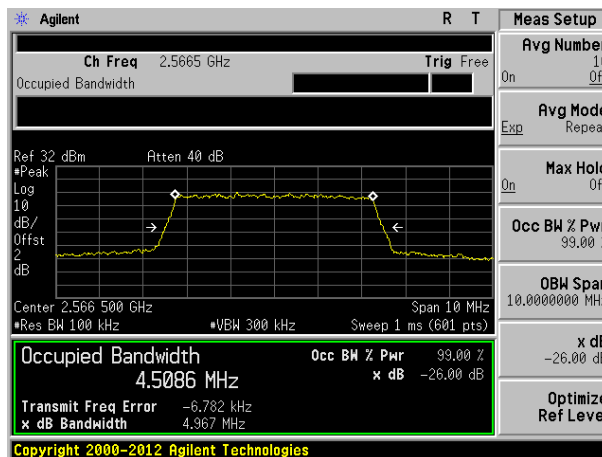 Agilent R T
Ch Freq 2.5665 GHz Trig Free
Occupied Bandwidth
Ref 32 dBm Atten 40 dB
#Peak
Log
10
dB/
Offst
2
dB
Center 2.566 500 GHz Span 10 MHz
#Res BW 100 kHz #VBW 300 kHz Sweep 1 ms (601 pts)
Occupied Bandwidth Occ BW % Pwr 99.00 %
4.5086 MHz x dB -26.00 dB
Transmit Freq Error -6.782 kHz
x dB Bandwidth 4.967 MHz
Copyright 2000-2012 Agilent Technologies
Meas Setup
Avg Number
10
On Off
Avg Mode
Exp Repeat
Max Hold
On Off
Occ BW % Pwr
99.00 %
OBW Span
10.0000000 MHz
x dB
-26.00 dB
Optimize
Ref Level